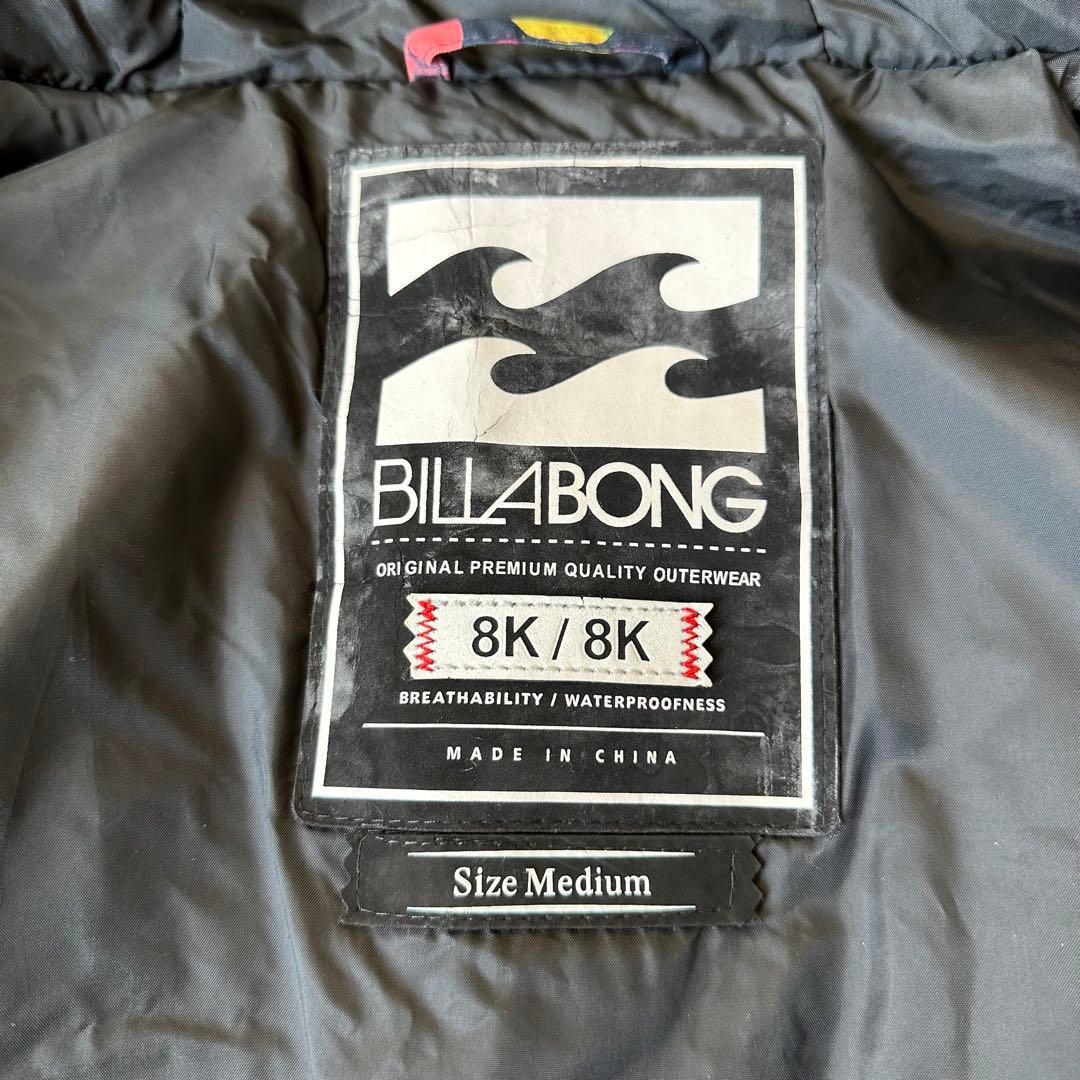 BILLABONG
ORIGINAL PREMIUM QUALITY OUTERWEAR
8K / 8K
BREATHABILITY / WATERPROOFNESS
MADE IN CHINA
Size Medium